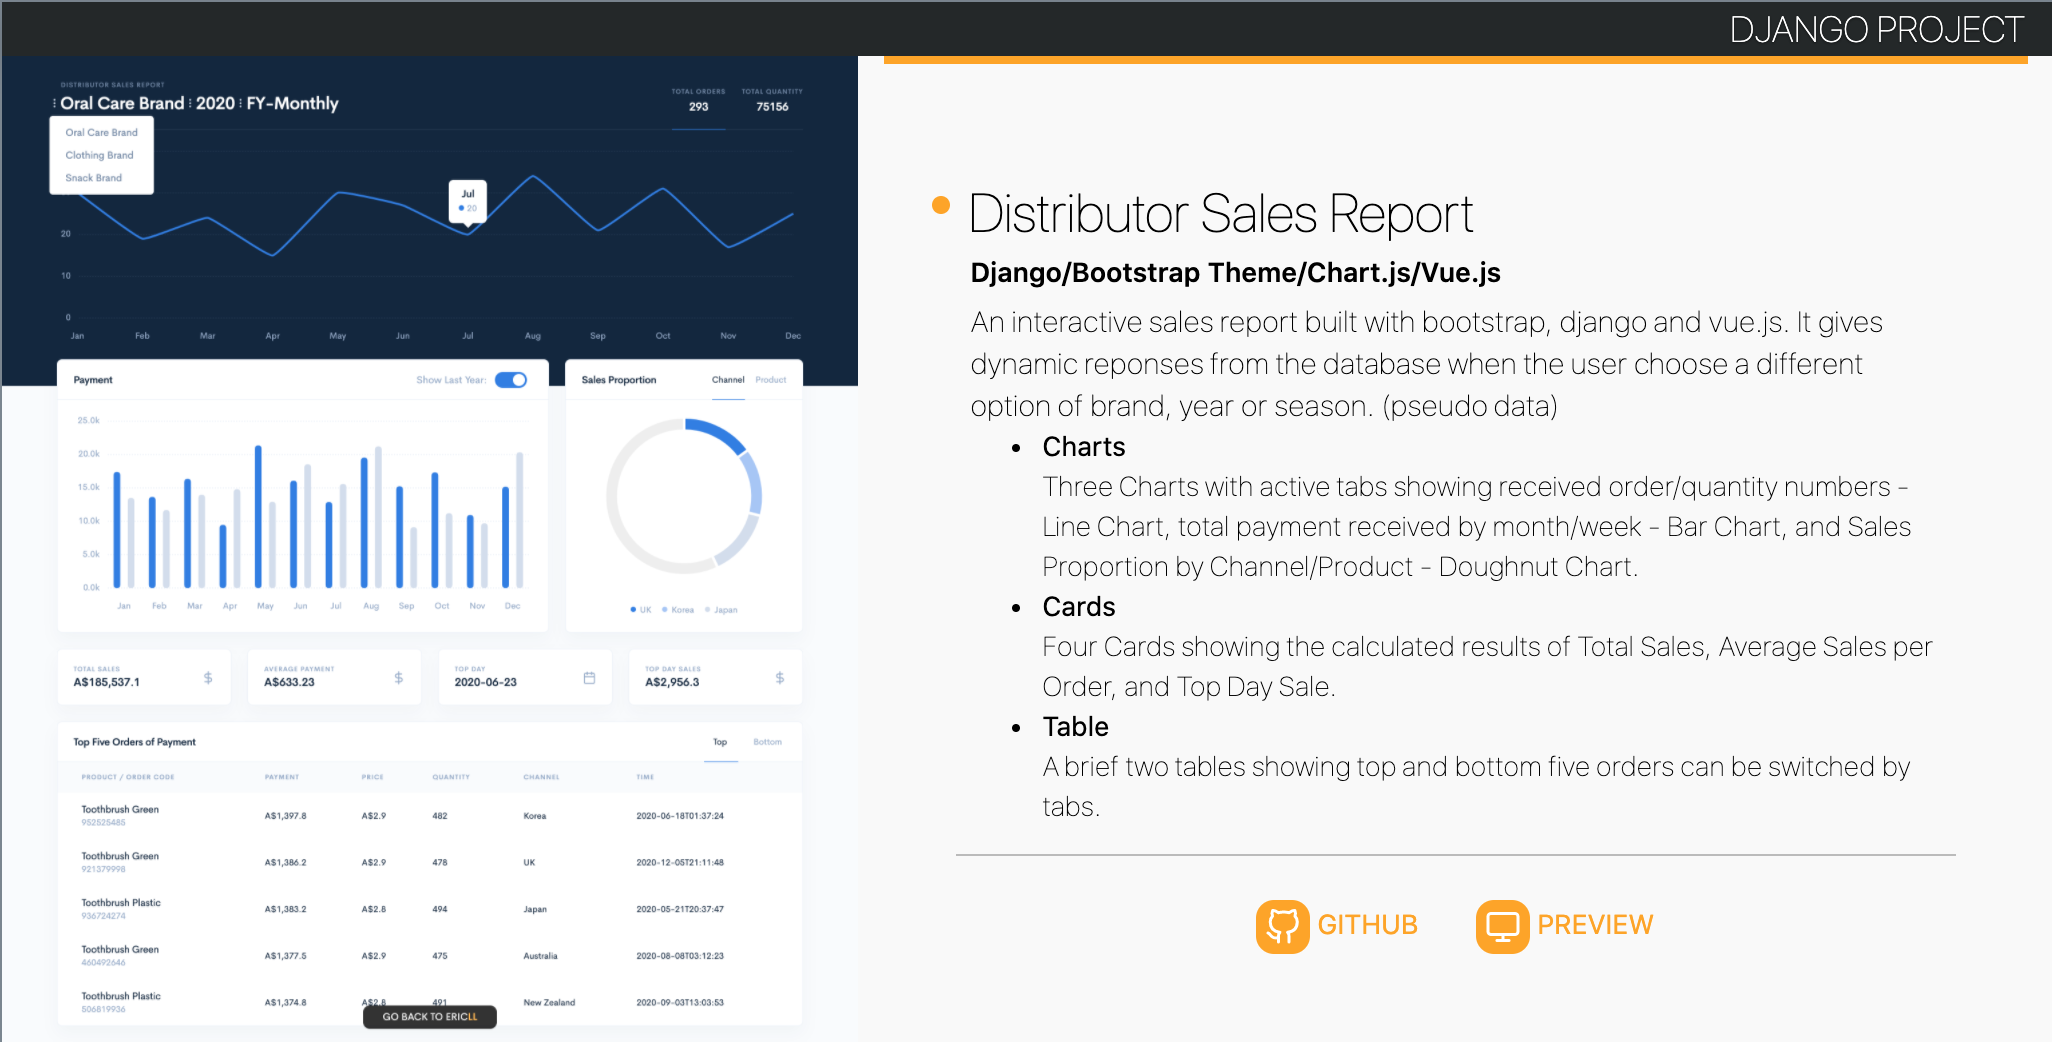 DJANGO PROJECT
DISTRIBUTOR SALES REPORT
Oral Care Brand 2020 FY-Monthly
TOTAL ORDERS
293
TOTAL QUANTITY
75156
Oral Care Brand
Clothing Brand
Snack Brand
Jul
20
20
10
0
Jan Feb Mar Apr May Jun Jul Aug Sep Oct Nov Dec
Payment
Show Last Year:
25.0k
20.0k
15.0k
10.0k
5.0k
0.0k
Jan Feb Mar Apr May Jun Jul Aug Sep Oct Nov Dec
Sales Proportion
Channel Product
UK Korea Japan
TOTAL SALES
A$185,537.1
$
AVERAGE PAYMENT
A$633.23
$
TOP DAY
2020-06-23
TOP DAY SALES
A$2,956.3
$
Top Five Orders of Payment
Top Bottom
PRODUCT / ORDER CODE PAYMENT PRICE QUANTITY CHANNEL TIME
Toothbrush Green
952525485
A$1,397.8 A$2.9 482 Korea 2020-06-18T01:37:24
Toothbrush Green
921379998
A$1,386.2 A$2.9 478 UK 2020-12-05T21:11:48
Toothbrush Plastic
936724274
A$1,383.2 A$2.8 494 Japan 2020-05-21T20:37:47
Toothbrush Green
460492646
A$1,377.5 A$2.9 475 Australia 2020-08-08T03:12:23
Toothbrush Plastic
506819936
A$1,374.8 A$2.8 491 New Zealand 2020-09-03T13:03:53
GO BACK TO ERICLL
Distributor Sales Report
Django/Bootstrap Theme/Chart.js/Vue.js
An interactive sales report built with bootstrap, django and vue.js. It gives
dynamic reponses from the database when the user choose a different
option of brand, year or season. (pseudo data)
• Charts
Three Charts with active tabs showing received order/quantity numbers -
Line Chart, total payment received by month/week - Bar Chart, and Sales
Proportion by Channel/Product - Doughnut Chart.
• Cards
Four Cards showing the calculated results of Total Sales, Average Sales per
Order, and Top Day Sale.
• Table
A brief two tables showing top and bottom five orders can be switched by
tabs.
GITHUB
PREVIEW